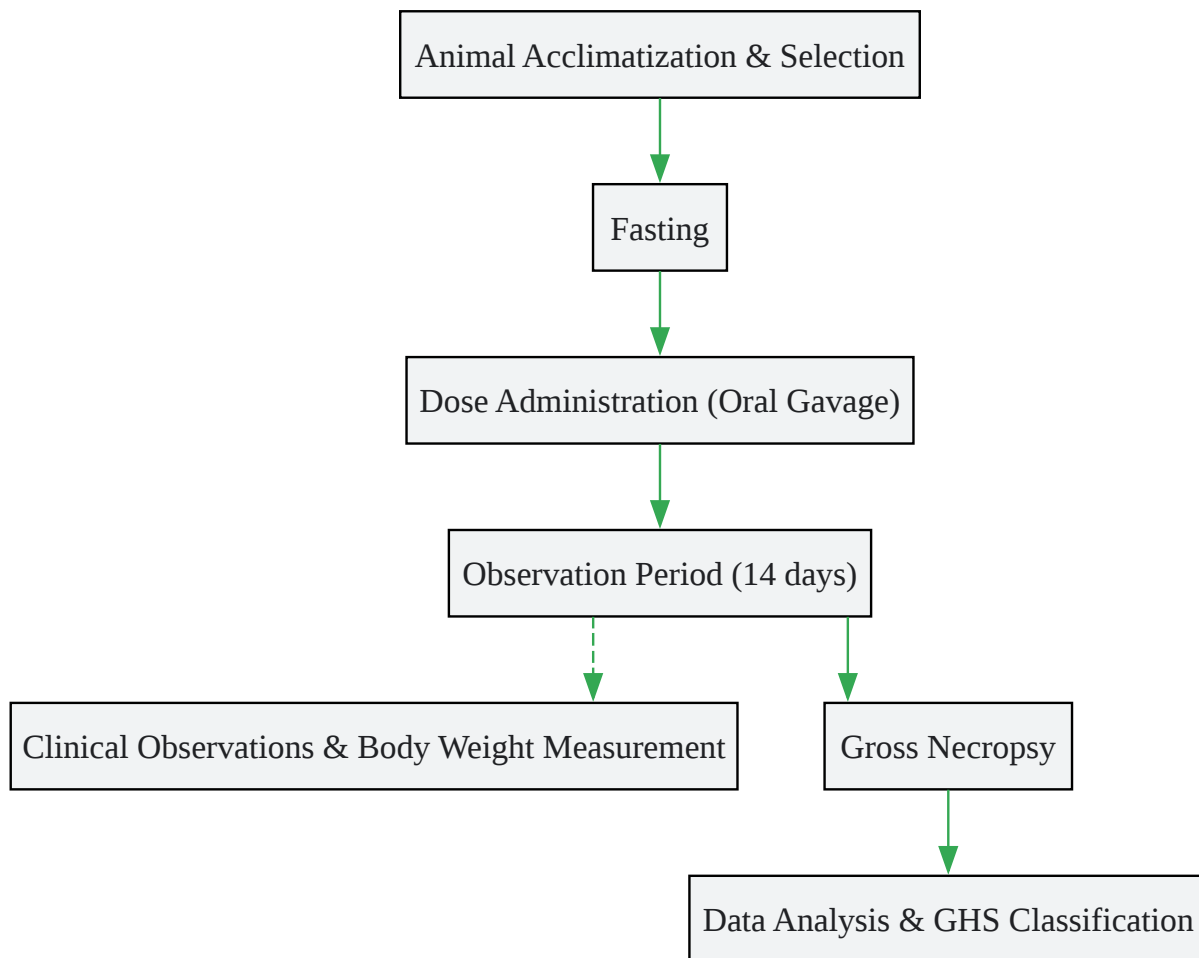 Animal Acclimatization & Selection
Fasting
Dose Administration (Oral Gavage)
Observation Period (14 days)
Clinical Observations & Body Weight Measurement
Gross Necropsy
Data Analysis & GHS Classification